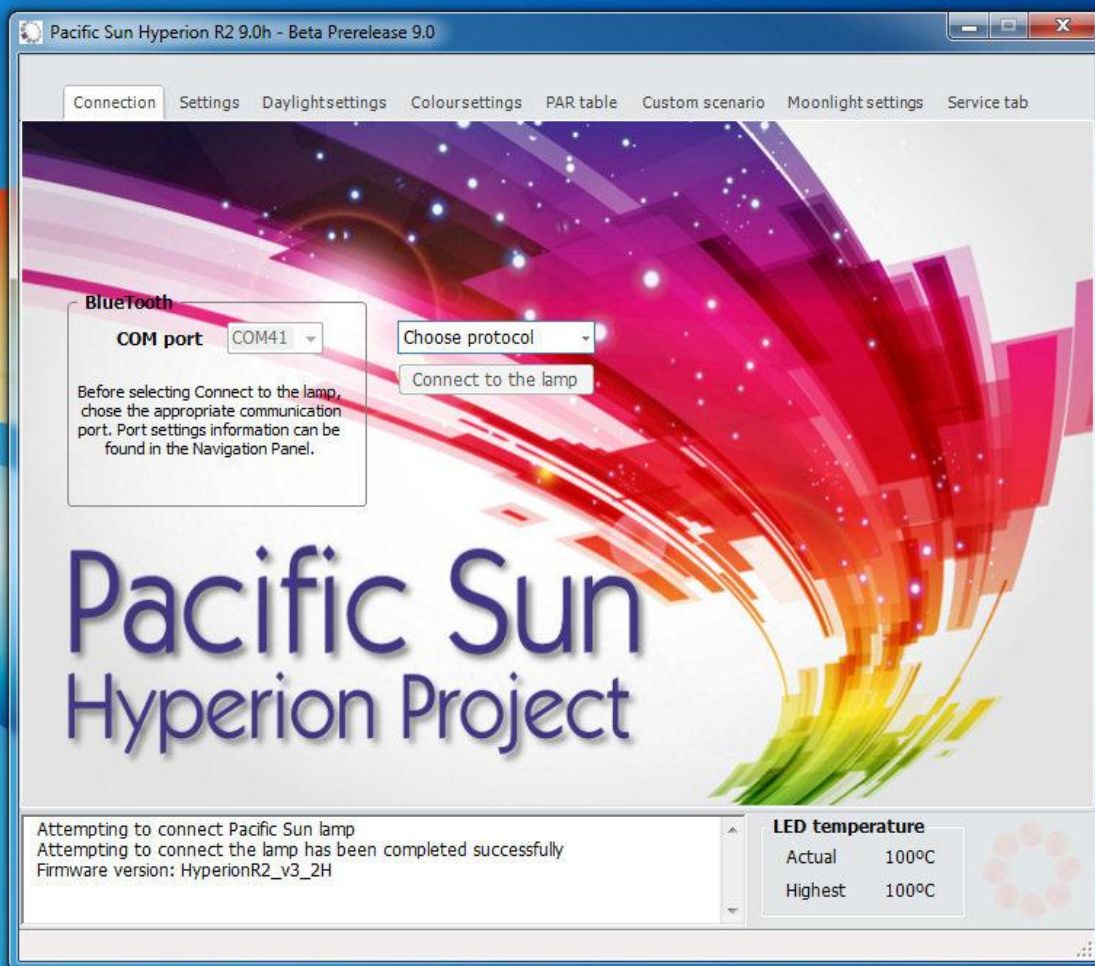 Pacific Sun Hyperion R2 9.0h - Beta Prerelease 9.0
Connection Settings Daylightsettings Coloursettings PAR table Custom scenario Moonlight settings Service tab
BlueTooth
COM port COM41
Choose protocol
Connect to the lamp
Before selecting Connect to the lamp,
chose the appropriate communication
port. Port settings information can be
found in the Navigation Panel.
Pacific Sun
Hyperion Project
Attempting to connect Pacific Sun lamp
Attempting to connect the lamp has been completed successfully
Firmware version: HyperionR2_v3_2H
LED temperature
Actual 100ºC
Highest 100ºC